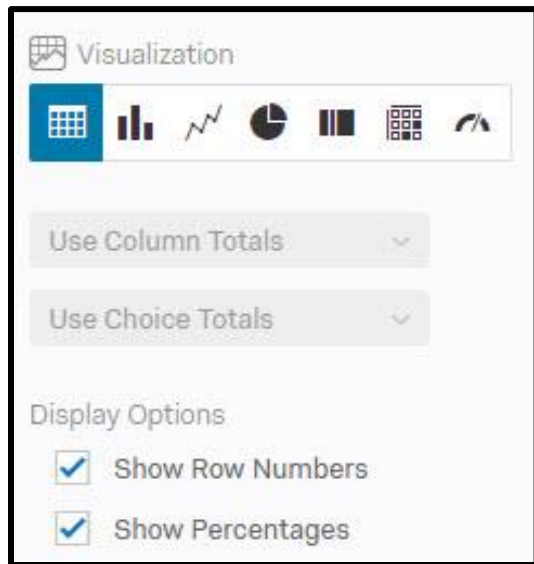 Visualization
Use Column Totals
Use Choice Totals
Display Options
Show Row Numbers
Show Percentages